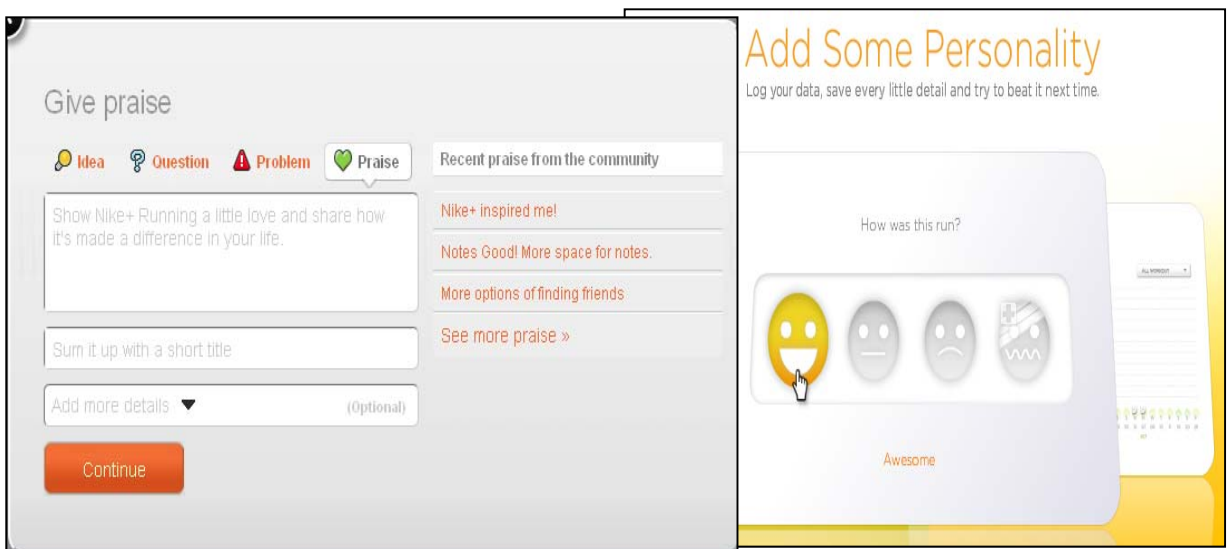 Give praise
Idea Question Problem Praise
Show Nike+ Running a little love and share how
it's made a difference in your life.
Sum it up with a short title
Add more details (Optional)
Continue
Recent praise from the community
Nike+ inspired me!
Notes Good! More space for notes.
More options of finding friends
See more praise »
Add Some Personality
Log your data, save every little detail and try to beat it next time.
How was this run?
Awesome
ALL WORKOUT